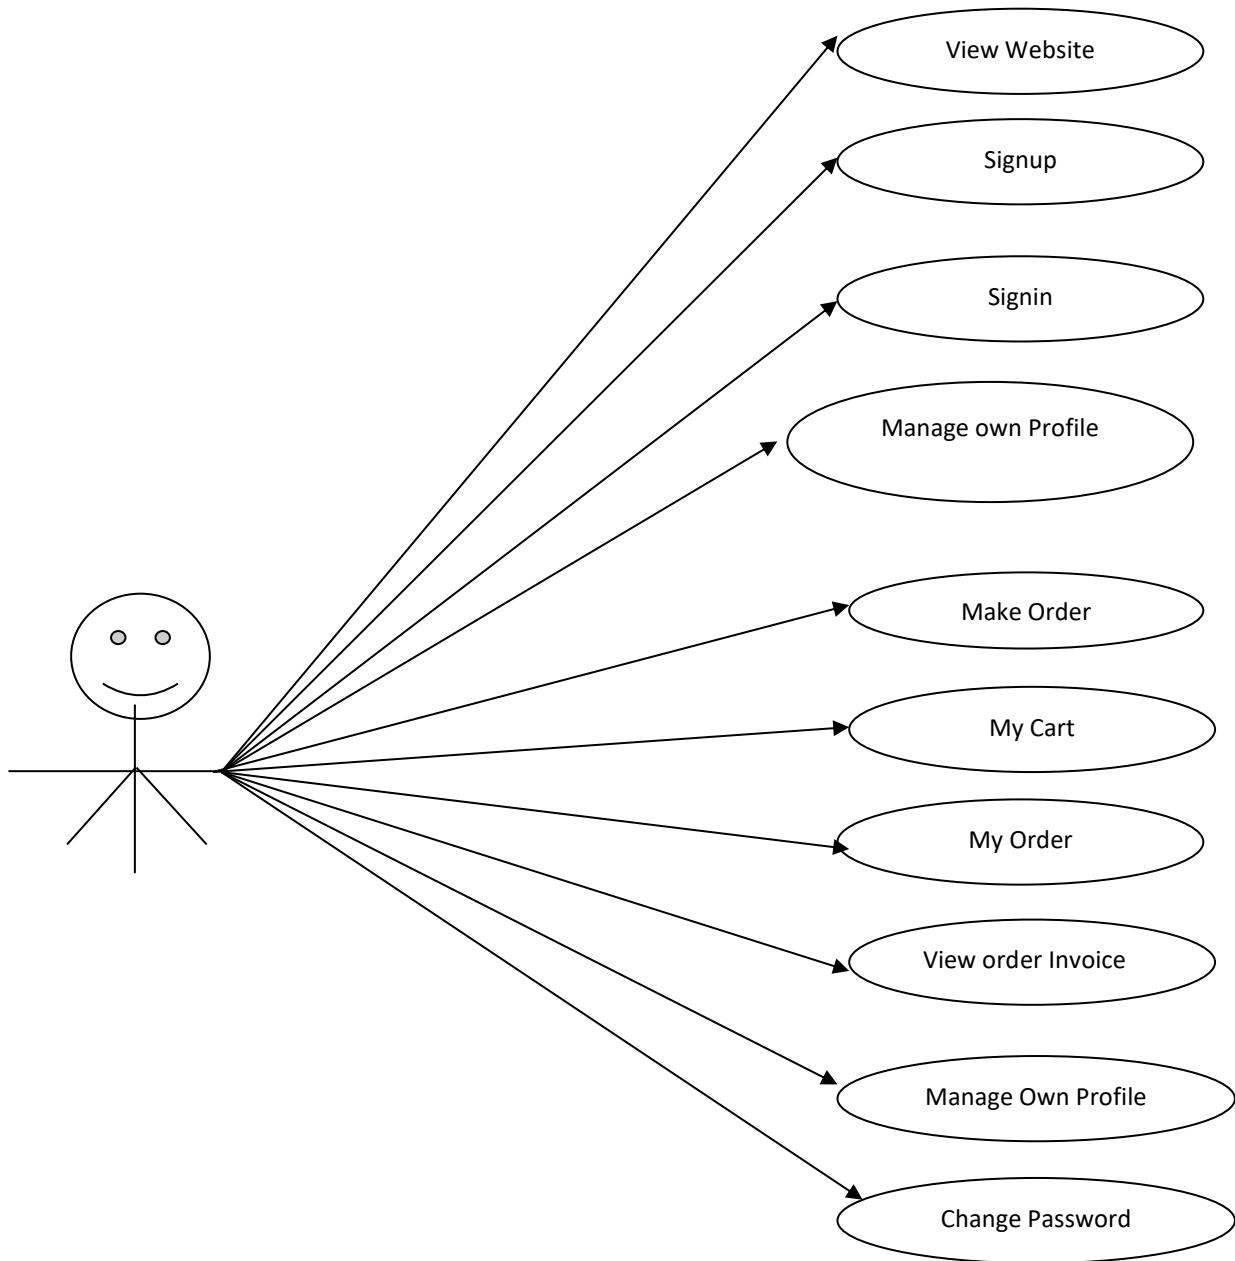 View Website
Signup
Signin
Manage own Profile
Make Order
My Cart
My Order
View order Invoice
Manage Own Profile
Change Password